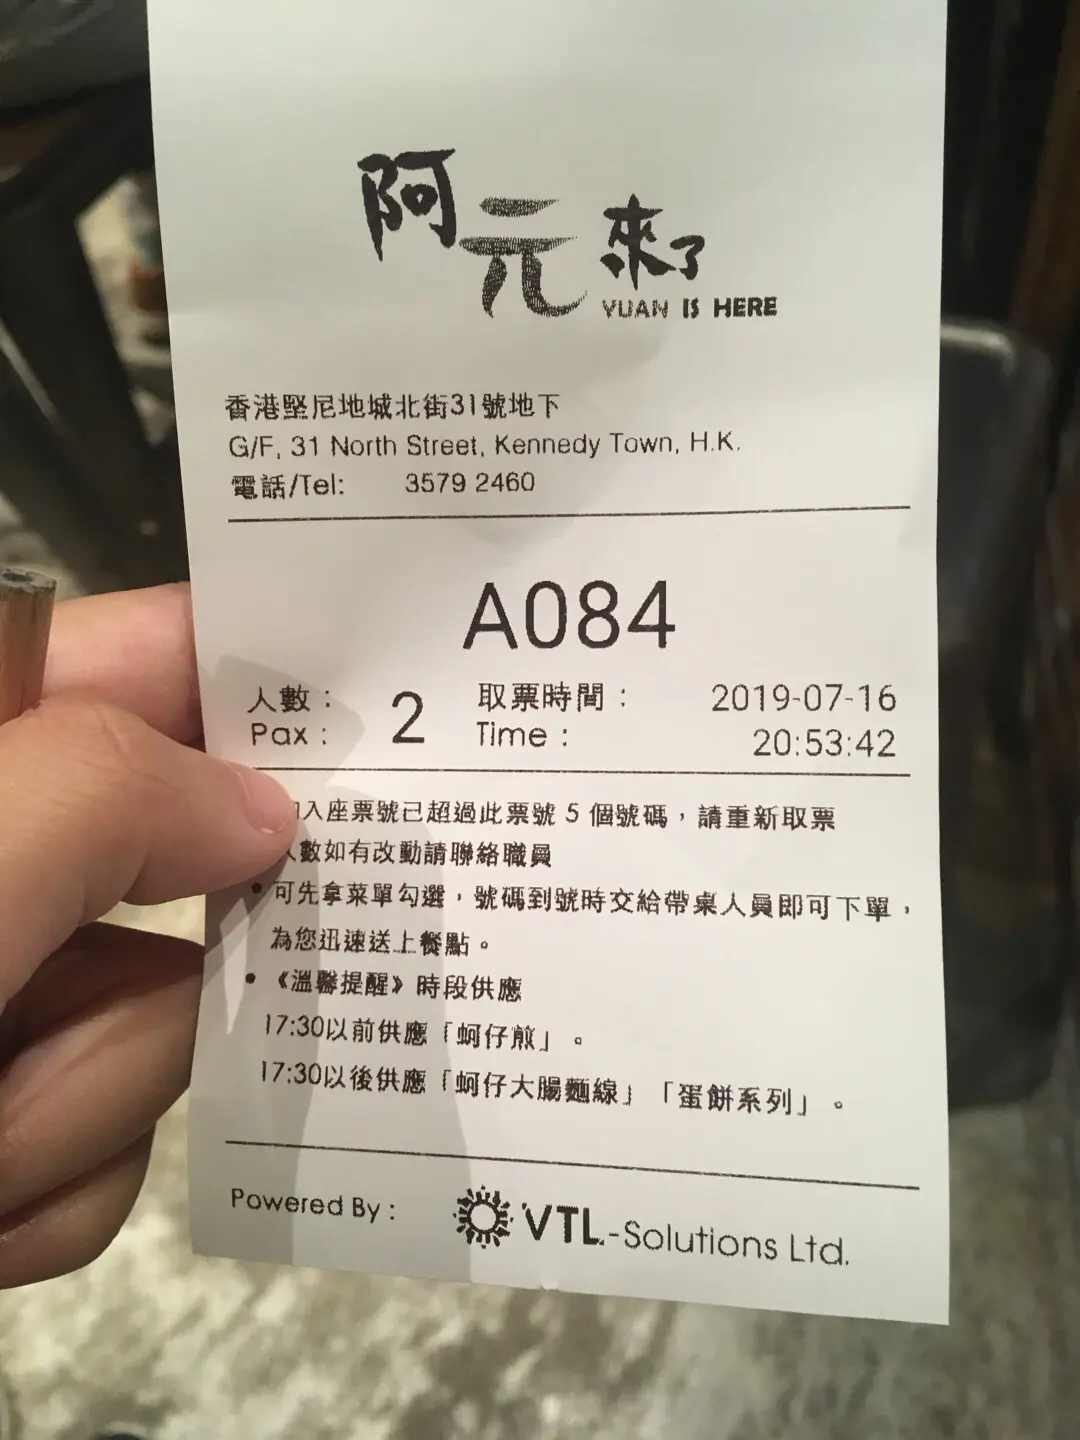 阿元來了
YUAN IS HERE
香港堅尼地城北街31號地下
G/F, 31 North Street, Kennedy Town, H.K.
電話/Tel: 3579 2460
A084
人數： 2 取票時間： 2019-07-16
Pax : Time : 20:53:42
入座票號已超過此票號 5 個號碼，請重新取票
人數如有改動請聯絡職員
• 可先拿菜單勾選，號碼到號時交給帶桌人員即可下單，
為您迅速送上餐點。
• 《溫馨提醒》時段供應
17:30以前供應「蚵仔煎」。
17:30以後供應「蚵仔大腸麵線」「蛋餅系列」。
Powered By : VTL-Solutions Ltd.